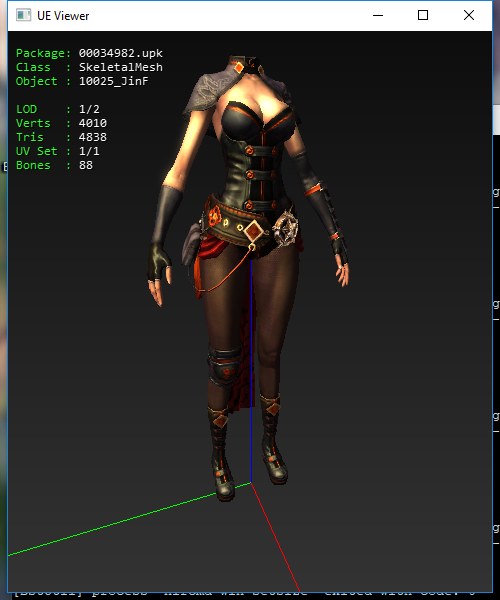 UE Viewer
Package: 00034982.upk
Class : SkeletalMesh
Object : 10025_JinF
LOD : 1/2
Verts : 4010
Tris : 4838
UV Set : 1/1
Bones : 88